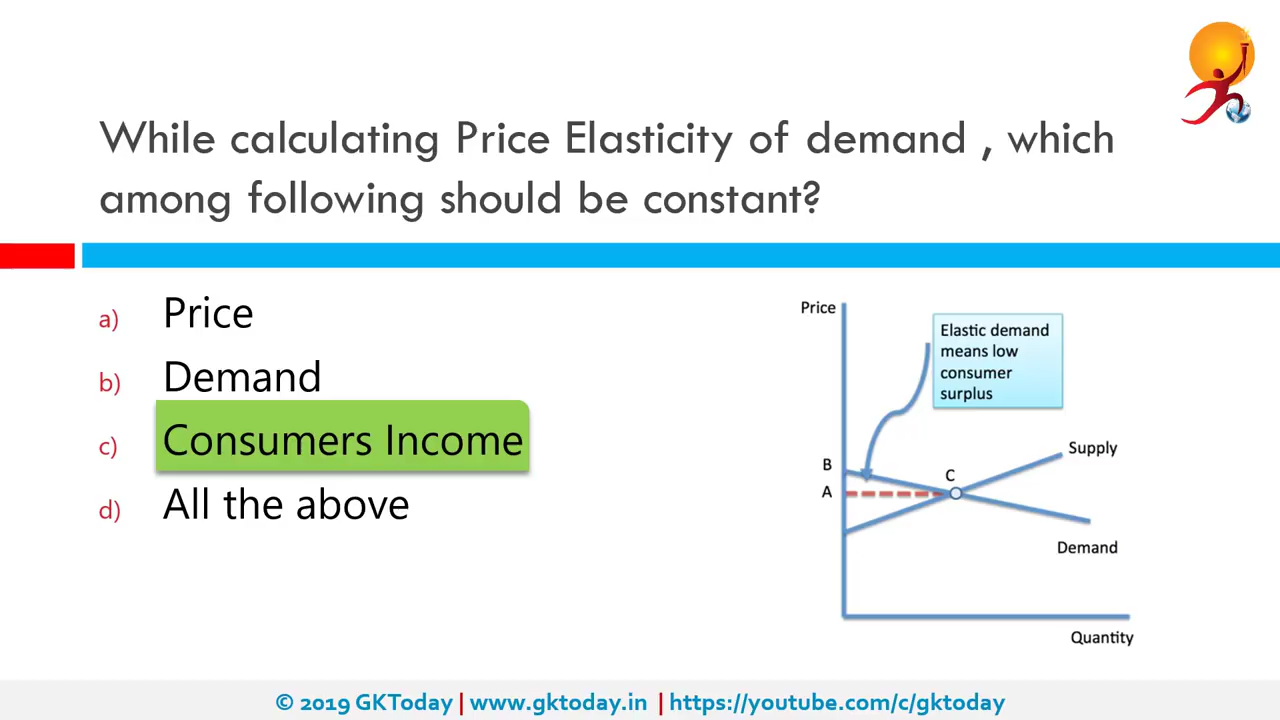 While calculating Price Elasticity of demand , which
among following should be constant?
a) Price
b) Demand
c) Consumers Income
d) All the above
Price
Elastic demand
means low
consumer
surplus
Supply
B
C
A
Demand
Quantity
© 2019 GKToday | www.gktoday.in | https://youtube.com/c/gktoday